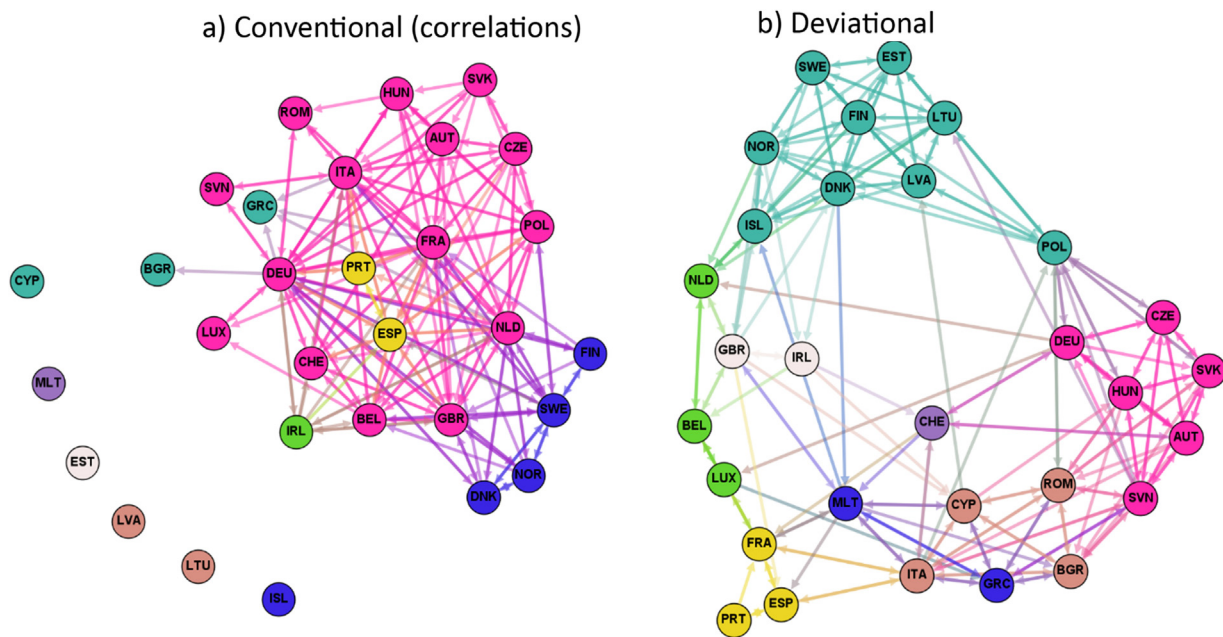 a) Conventional (correlations)
SVK
HUN
ROM
AUT
CZE
ITA
SVN
GRC
POL
FRA
PRT
DEU
BGR
CYP
NLD
LUX
ESP
FIN
CHE
MLT
SWE
BEL
GBR
IRL
EST
NOR
DNK
LVA
LTU
ISL
b) Deviational
EST
SWE
FIN
LTU
NOR
LVA
DNK
ISL
POL
NLD
CZE
DEU
GBR
IRL
SVK
HUN
CHE
BEL
AUT
LUX
ROM
SVN
MLT
CYP
FRA
BGR
ITA
GRC
ESP
PRT